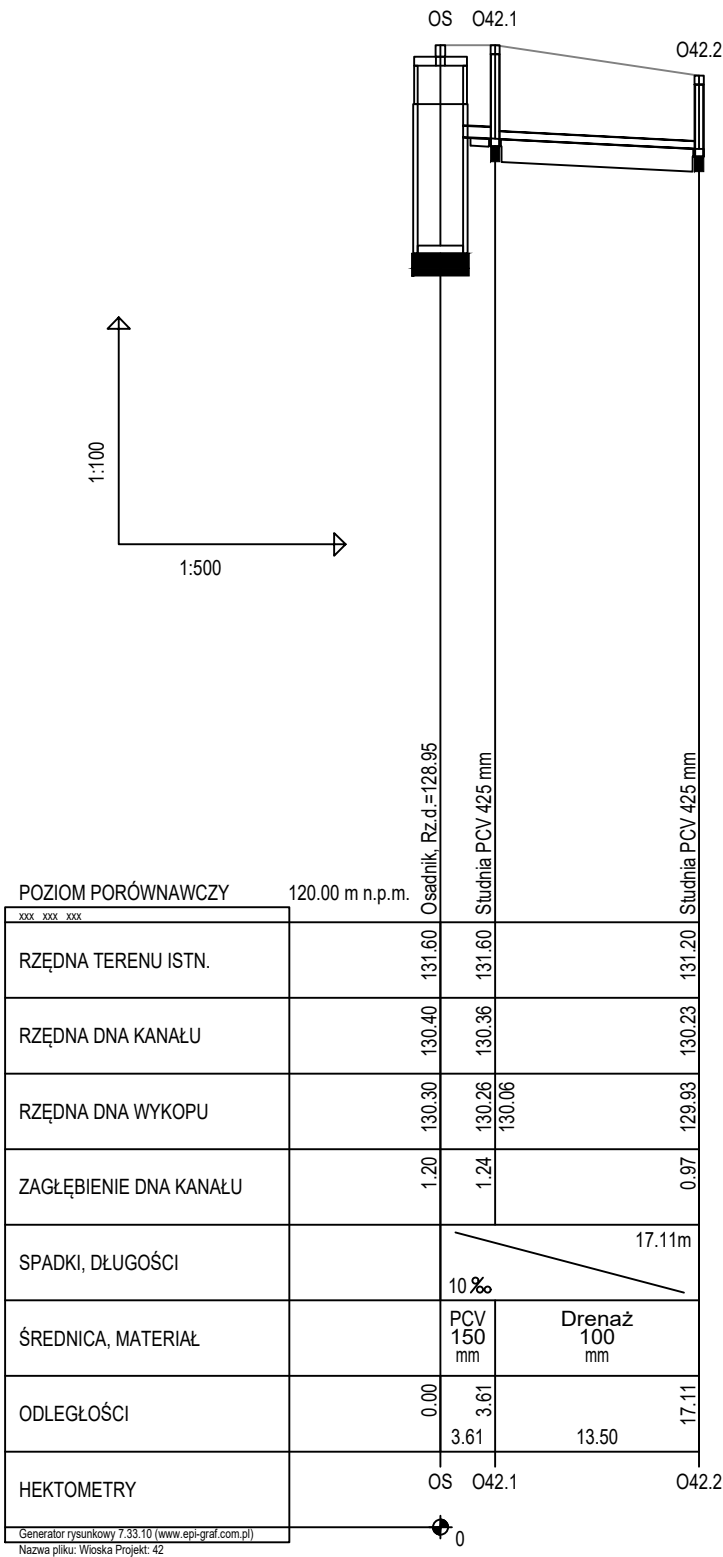 OS O42.1
O42.2
1:100
1:500
Osadnik, Rz.d.=128.95
Studnia PCV 425 mm
Studnia PCV 425 mm
POZIOM PORÓWNAWCZY 120.00 m n.p.m.
xxx xxx xxx
RZĘDNA TERENU ISTN. 131.60 131.60 131.20
RZĘDNA DNA KANAŁU 130.40 130.36 130.23
RZĘDNA DNA WYKOPU 130.30 130.26 130.06 129.93
ZAGŁĘBIENIE DNA KANAŁU 1.20 1.24 0.97
SPADKI, DŁUGOŚCI 10 ‰ 17.11m
ŚREDNICA, MATERIAŁ
PCV
150
mm
Drenaż
100
mm
ODLEGŁOŚCI 0.00 3.61 17.11
3.61 13.50
HEKTOMETRY
OS O42.1 O42.2
0
Generator rysunkowy 7.33.10 (www.epi-graf.com.pl)
Nazwa pliku: Wioska Projekt: 42